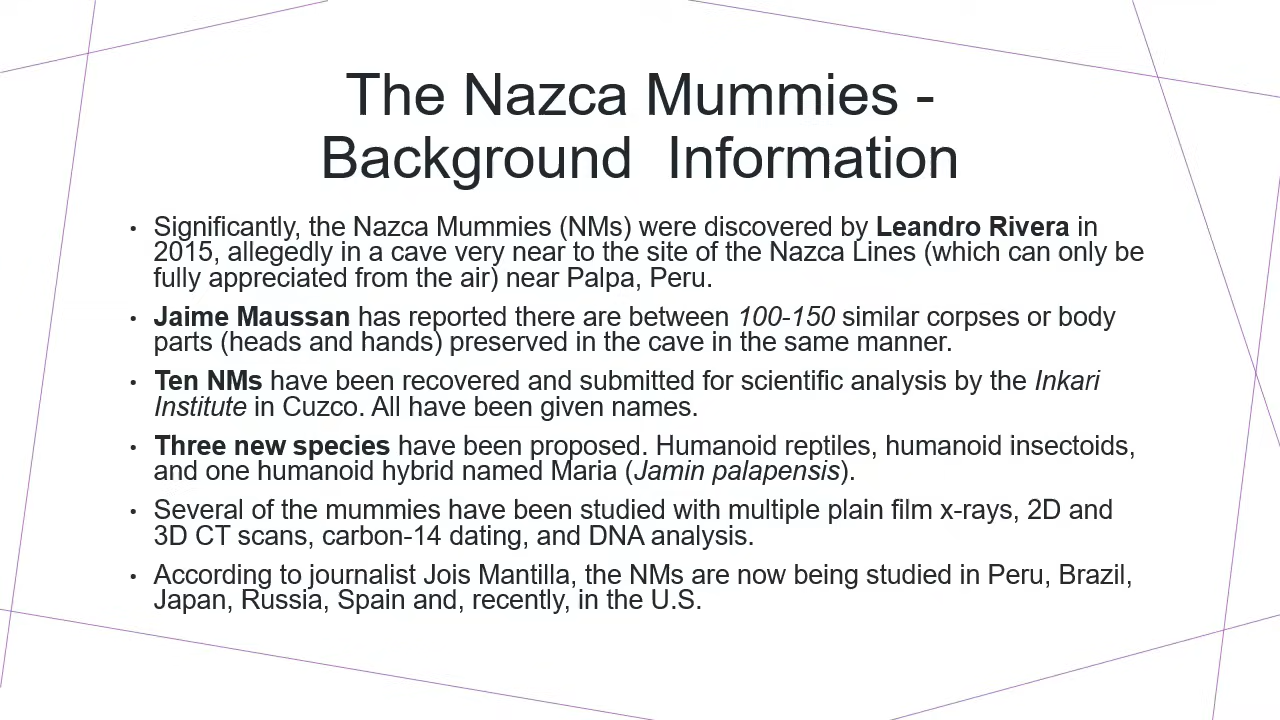 The Nazca Mummies -
Background  Information
• Significantly, the Nazca Mummies (NMs) were discovered by Leandro Rivera in
2015, allegedly in a cave very near to the site of the Nazca Lines (which can only be
fully appreciated from the air) near Palpa, Peru.
• Jaime Maussan has reported there are between 100-150 similar corpses or body
parts (heads and hands) preserved in the cave in the same manner.
• Ten NMs have been recovered and submitted for scientific analysis by the Inkari
Institute in Cuzco. All have been given names.
• Three new species have been proposed. Humanoid reptiles, humanoid insectoids,
and one humanoid hybrid named Maria (Jamin palapensis).
• Several of the mummies have been studied with multiple plain film x-rays, 2D and
3D CT scans, carbon-14 dating, and DNA analysis.
• According to journalist Jois Mantilla, the NMs are now being studied in Peru, Brazil,
Japan, Russia, Spain and, recently, in the U.S.